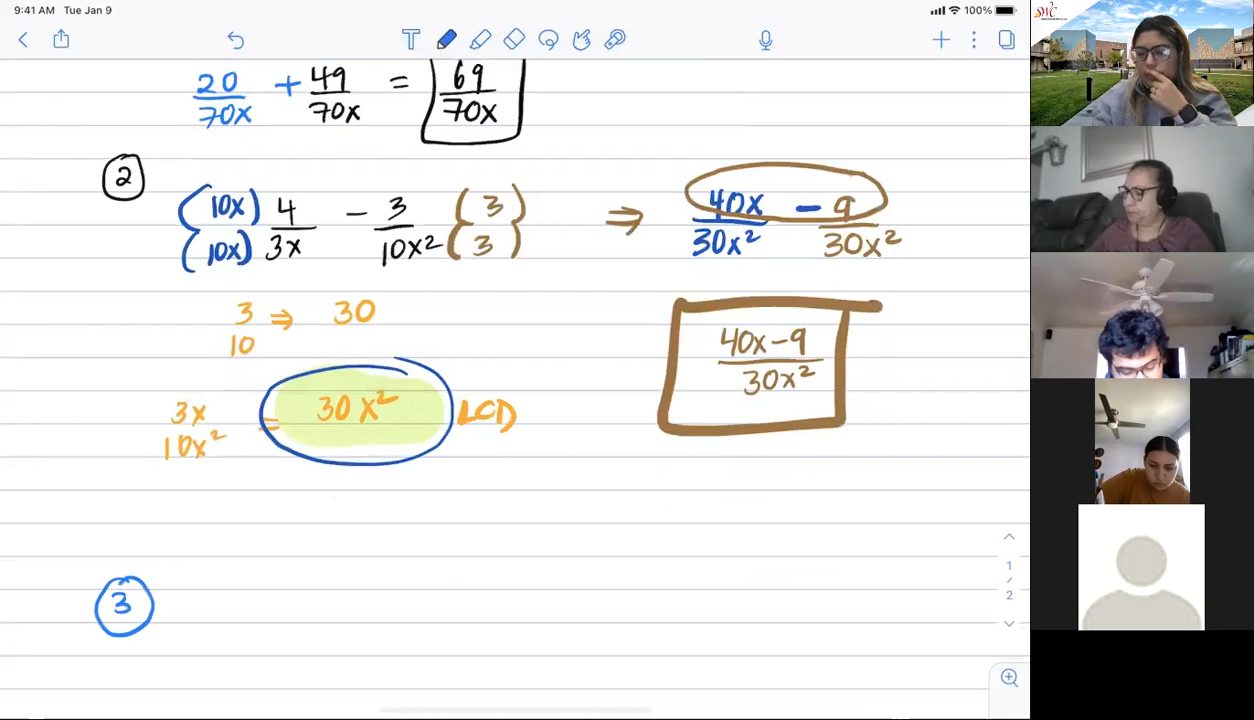 9:41 AM Tue Jan 9
100%
SWC
20/70x + 49/70x = 69/70x
2
(10x/10x) 4/3x − 3/10x² (3/3) ⇒ 40x/30x² − 9/30x²
3
10 ⇒ 30
40x−9/30x²
3x
10x² = 30x² LCD
3
1
/
2